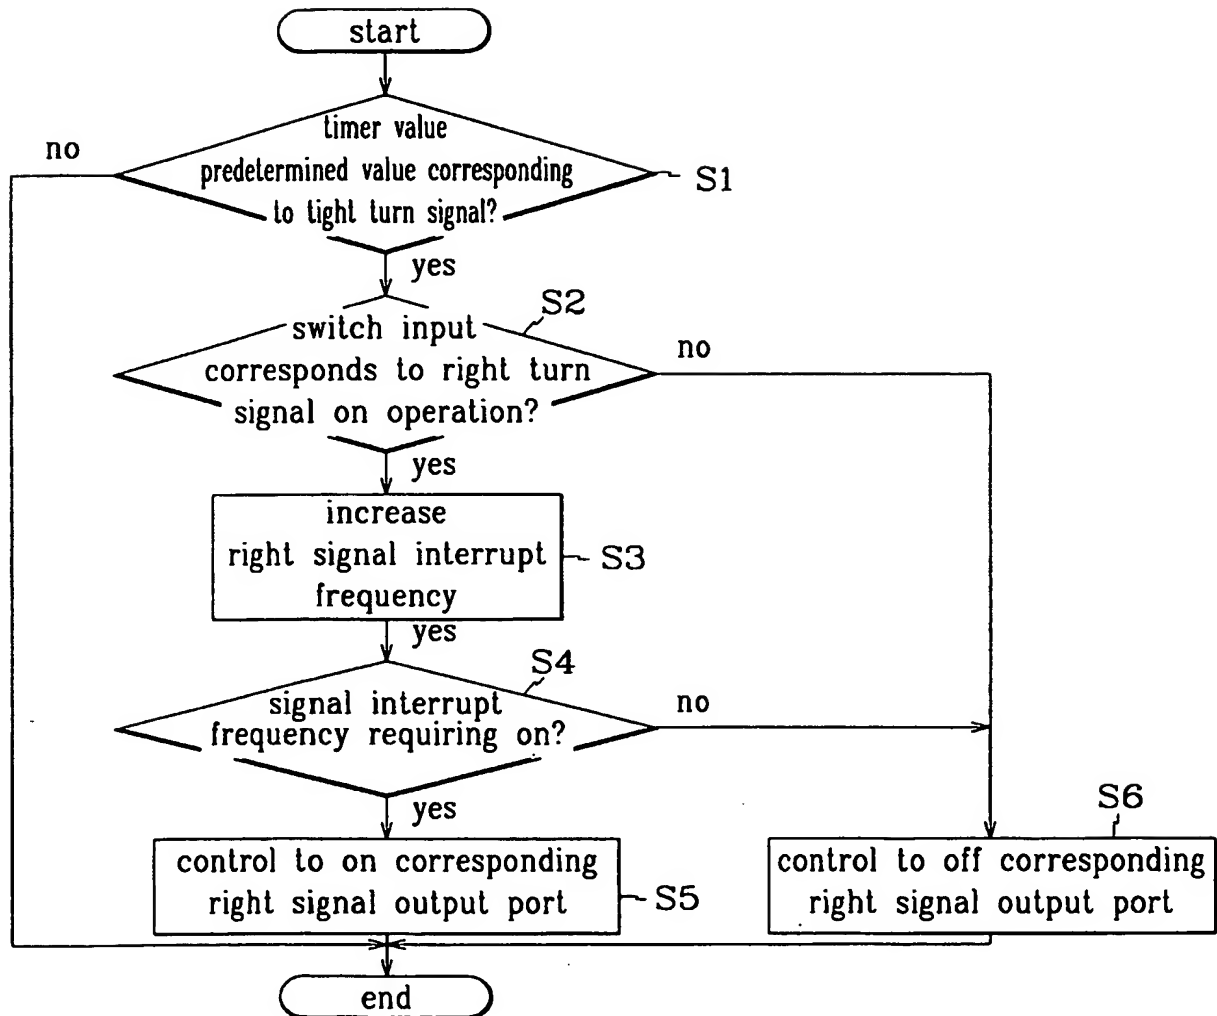 start
timer value
no
predetermined value corresponding
S1
to tight turn signal?
yes
S2
switch input
no
corresponds to right turn
signal on operation?
yes
increase
right signal interrupt
S3
frequency
yes
S4
signal interrupt
no
frequency requiring on?
yes
S6
control to on corresponding
right signal output port
S5
control to off corresponding
right signal output port
end